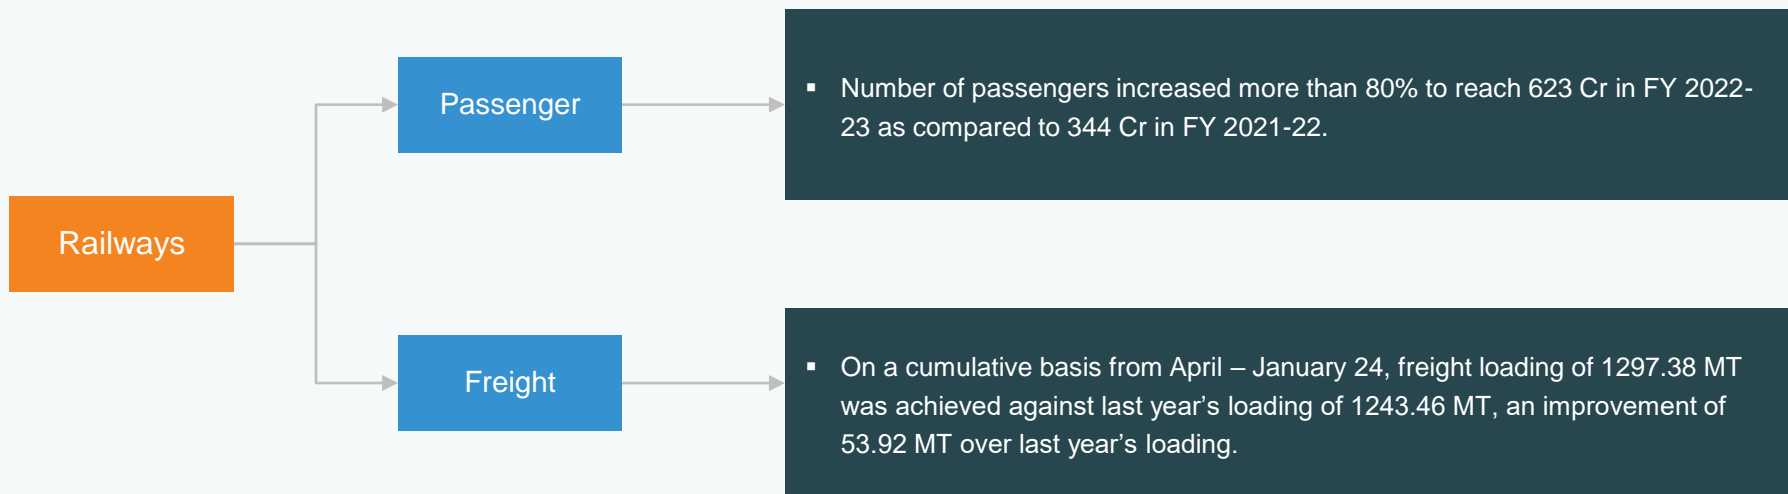 Railways
Passenger
▪ Number of passengers increased more than 80% to reach 623 Cr in FY 2022-
23 as compared to 344 Cr in FY 2021-22.
Freight
▪ On a cumulative basis from April – January 24, freight loading of 1297.38 MT
was achieved against last year’s loading of 1243.46 MT, an improvement of
53.92 MT over last year’s loading.